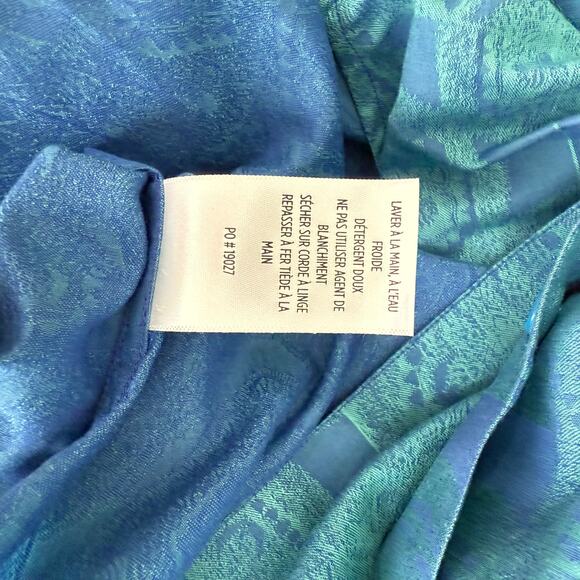 LAVER À LA MAIN, À L'EAU
FROIDE
DÉTERGENT DOUX
NE PAS UTILISER AGENT DE
BLANCHIMENT
SÉCHER SUR CORDE À LINGE
REPASSER À FER TIÈDE À LA
MAIN
PO # 19027